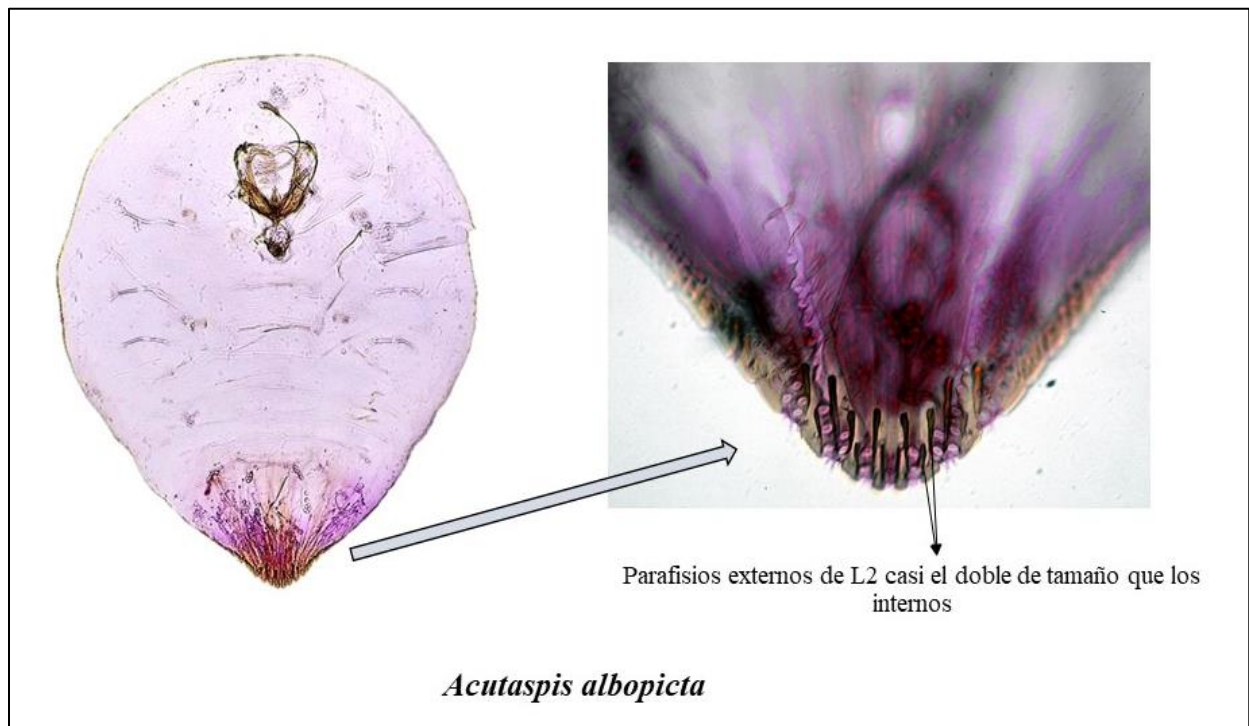 Parafisios externos de L2 casi el doble de tamaño que los
internos
Acutaspis albopicta